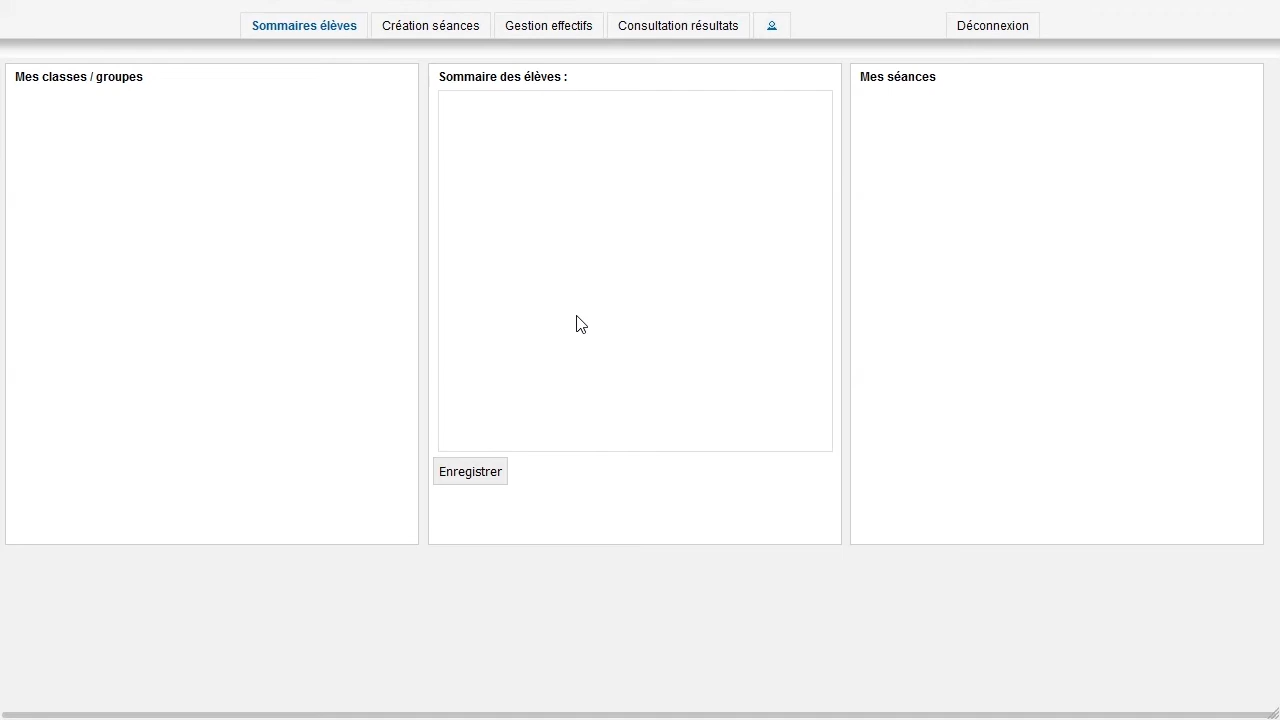 Sommaires élèves
Création séances
Gestion effectifs
Consultation résultats
Déconnexion
Mes classes / groupes
Sommaire des élèves :
Mes séances
Enregistrer